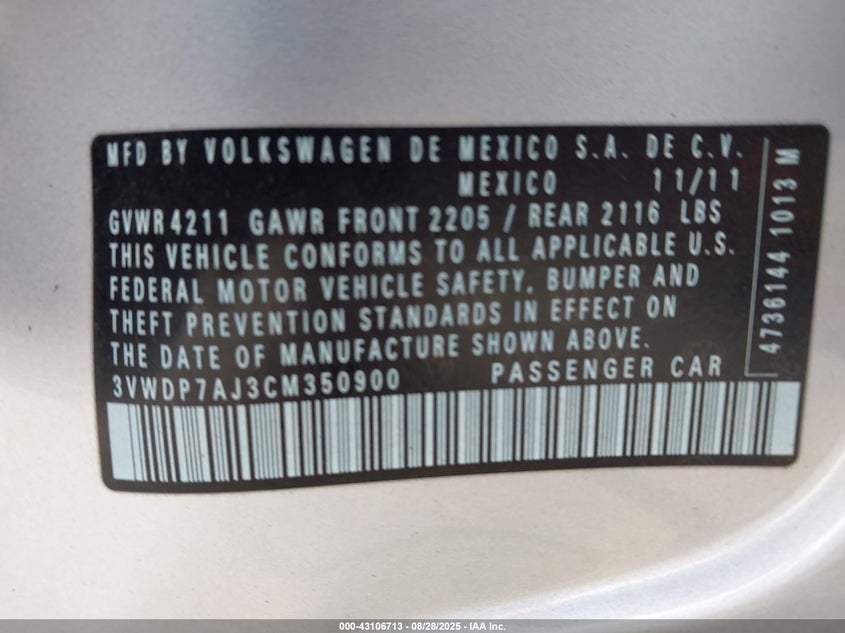 MFD BY VOLKSWAGEN DE MEXICO S.A. DE C.V.
MEXICO 11/11
GVWR 4211 GAWR FRONT 2205 / REAR 2116 LBS
THIS VEHICLE CONFORMS TO ALL APPLICABLE U.S.
FEDERAL MOTOR VEHICLE SAFETY, BUMPER AND
THEFT PREVENTION STANDARDS IN EFFECT ON
THE DATE OF MANUFACTURE SHOWN ABOVE.
3VWDP7AJ3CM350900 PASSENGER CAR
4736144 1013 M
000-43106713 / 08/28/2025 - IAA Inc.